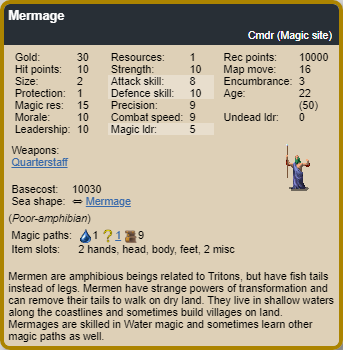 Mermage
Cmdr (Magic site)
Gold: 30 Resources: 1 Rec points: 10000
Hit points: 10 Strength: 10 Map move: 16
Size: 2 Attack skill: 8 Encumbrance: 3
Protection: 1 Defence skill: 10 Age: 22
Magic res: 15 Precision: 9 (50)
Morale: 10 Combat speed: 9 Undead ldr: 0
Leadership: 10 Magic ldr: 5
Weapons:
Quarterstaff
Basecost: 10030
Sea shape: ⇔ Mermage
(Poor-amphibian)
Magic paths: 1 ? 1 9
Item slots: 2 hands, head, body, feet, 2 misc
Mermen are amphibious beings related to Tritons, but have fish tails
instead of legs. Mermen have strange powers of transformation and
can remove their tails to walk on dry land. They live in shallow waters
along the coastlines and sometimes build villages on land.
Mermages are skilled in Water magic and sometimes learn other
magic paths as well.